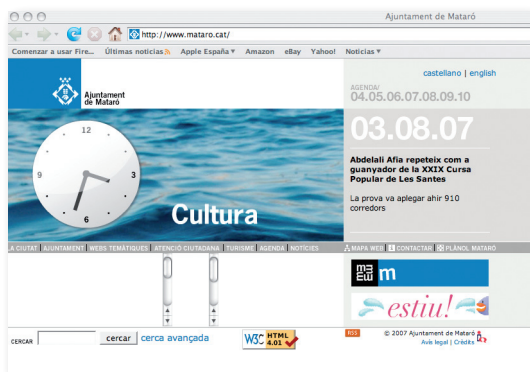 Ajuntament de Mataró
http://www.mataro.cat/
Comenzar a usar Fire... Últimas noticias Apple España Amazon eBay Yahoo! Noticias
castellano | english
Ajuntament
de Mataró
AGENDA/
04.05.06.07.08.09.10
03.08.07
12
3
6
9
Cultura
Abdelali Afia repeteix com a
guanyador de la XXIX Cursa
Popular de Les Santes
La prova va aplegar ahir 910
corredors
LA CIUTAT | AJUNTAMENT | WEBS TEMÀTIQUES | ATENCIÓ CIUTADANA | TURISME | AGENDA | NOTÍCIES
MAPA WEB | CONTACTAR | PLÀNOL MATARÓ
m
estiu!
CERCAR cercar cerca avançada
W3C HTML 4.01
RSS © 2007 Ajuntament de Mataró
Avís legal | Crèdits